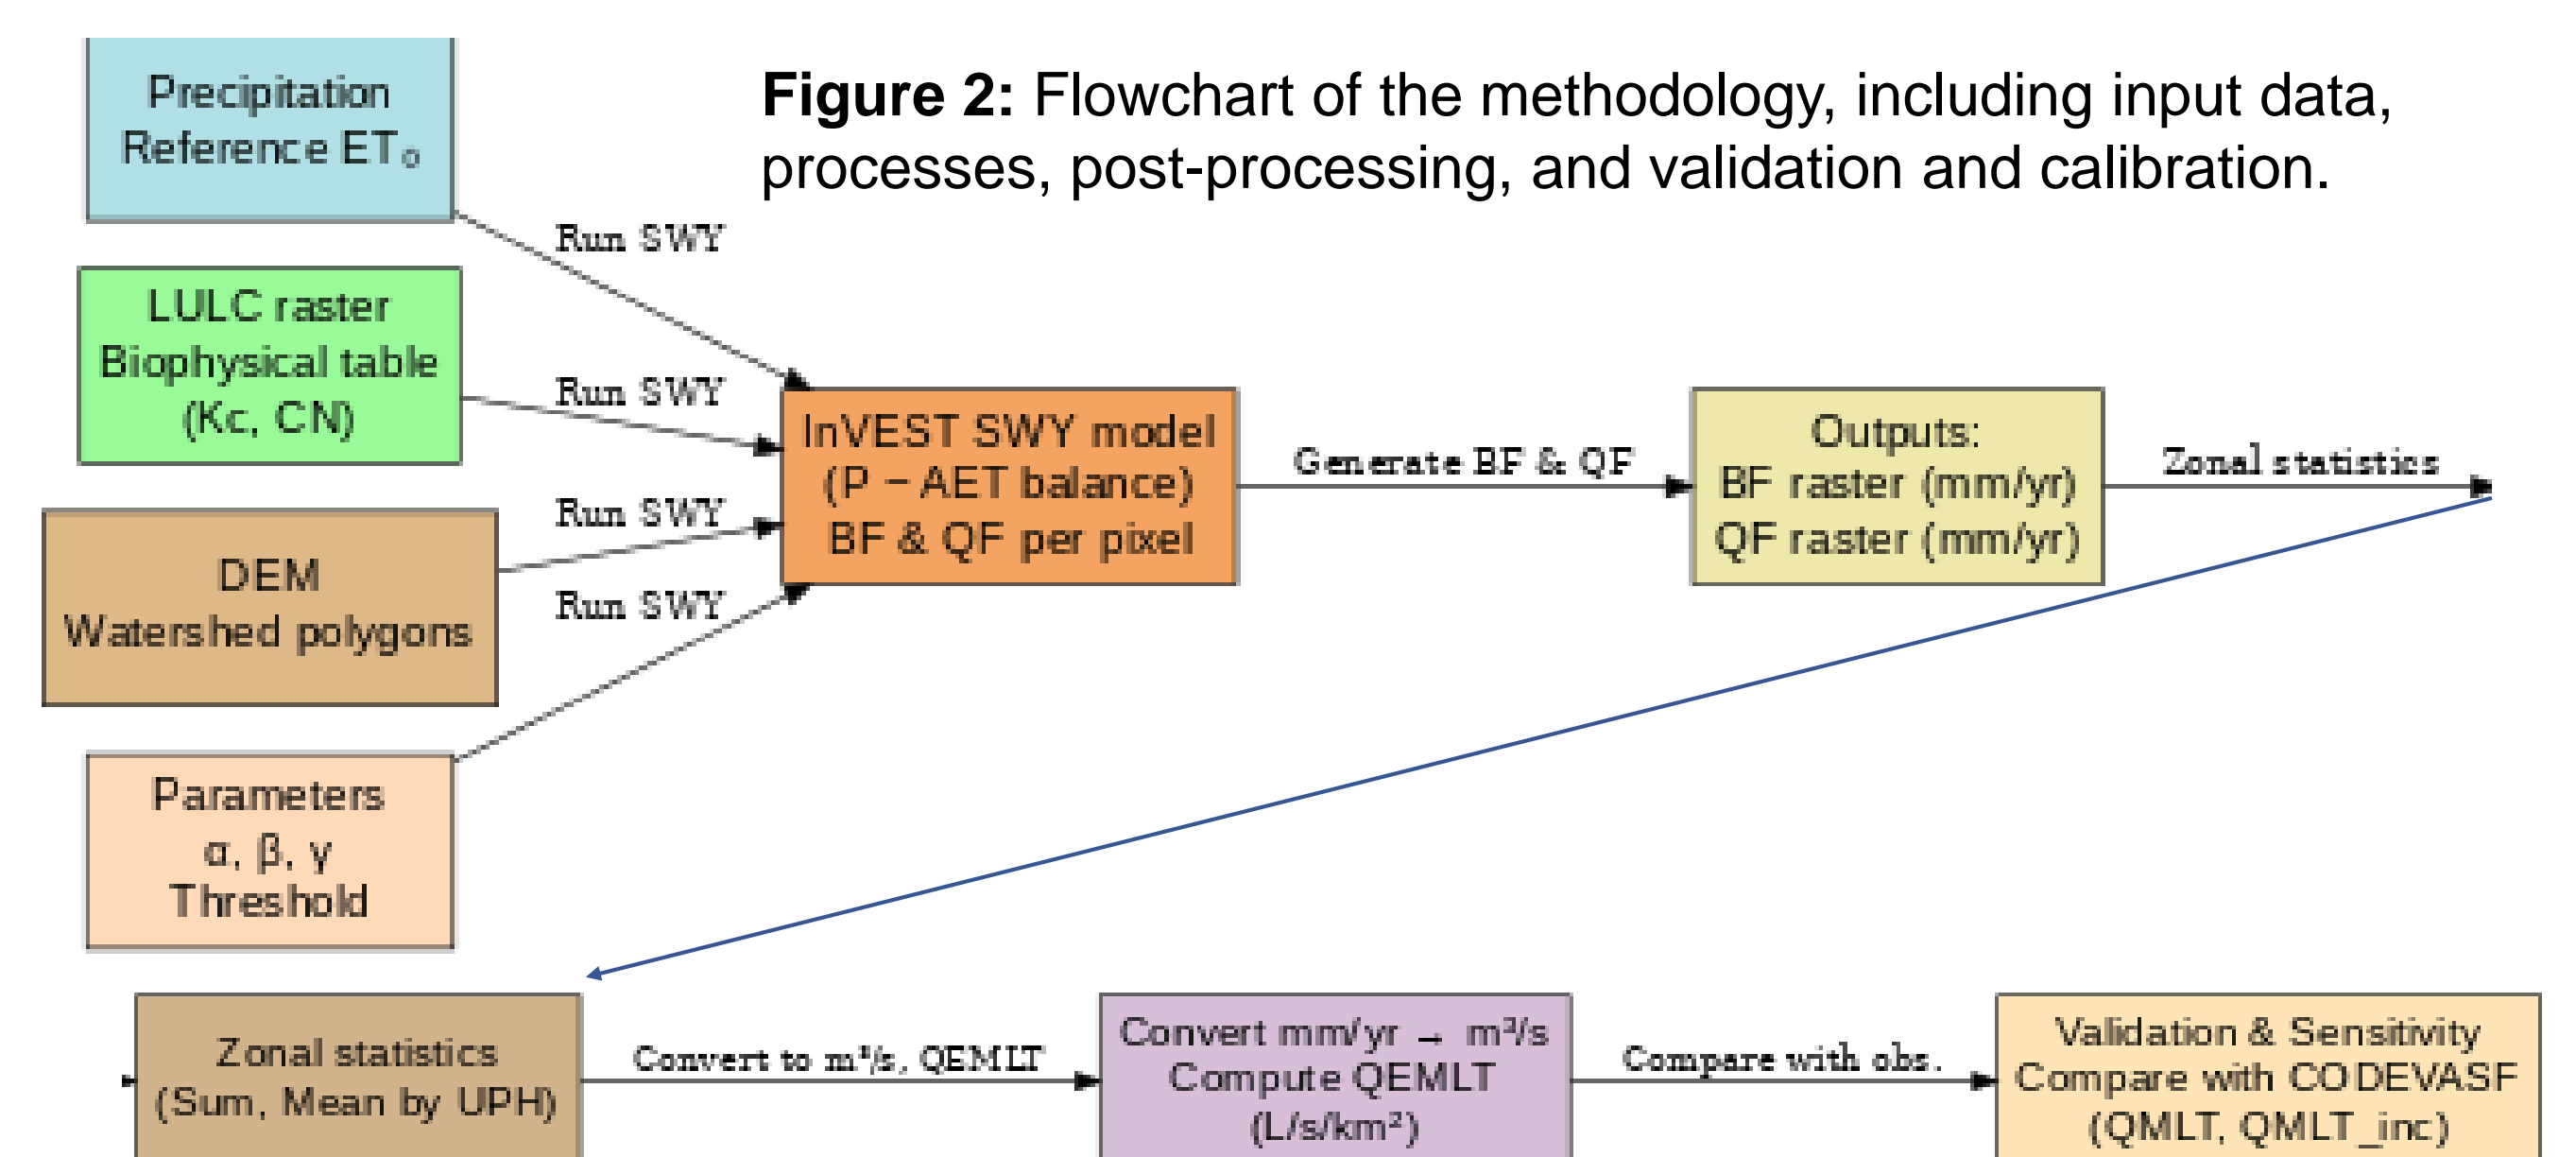 Precipitation
Reference ET₀
Figure 2: Flowchart of the methodology, including input data,
processes, post-processing, and validation and calibration.
Run SWY
LULC raster
Biophysical table
(Kc, CN)
Run SWY
DEM
Watershed polygons
Run SWY
Parameters
α, β, γ
Threshold
Run SWY
InVEST SWY model
(P − AET balance)
BF & QF per pixel
Generate BF & QF
Outputs:
BF raster (mm/yr)
QF raster (mm/yr)
Zonal statistics
Zonal statistics
(Sum, Mean by UPH)
Convert to m³/s, QEMLT
Convert mm/yr → m³/s
Compute QEMLT
(L/s/km²)
Compare with obs.
Validation & Sensitivity
Compare with CODEVASF
(QMLT, QMLT_inc)